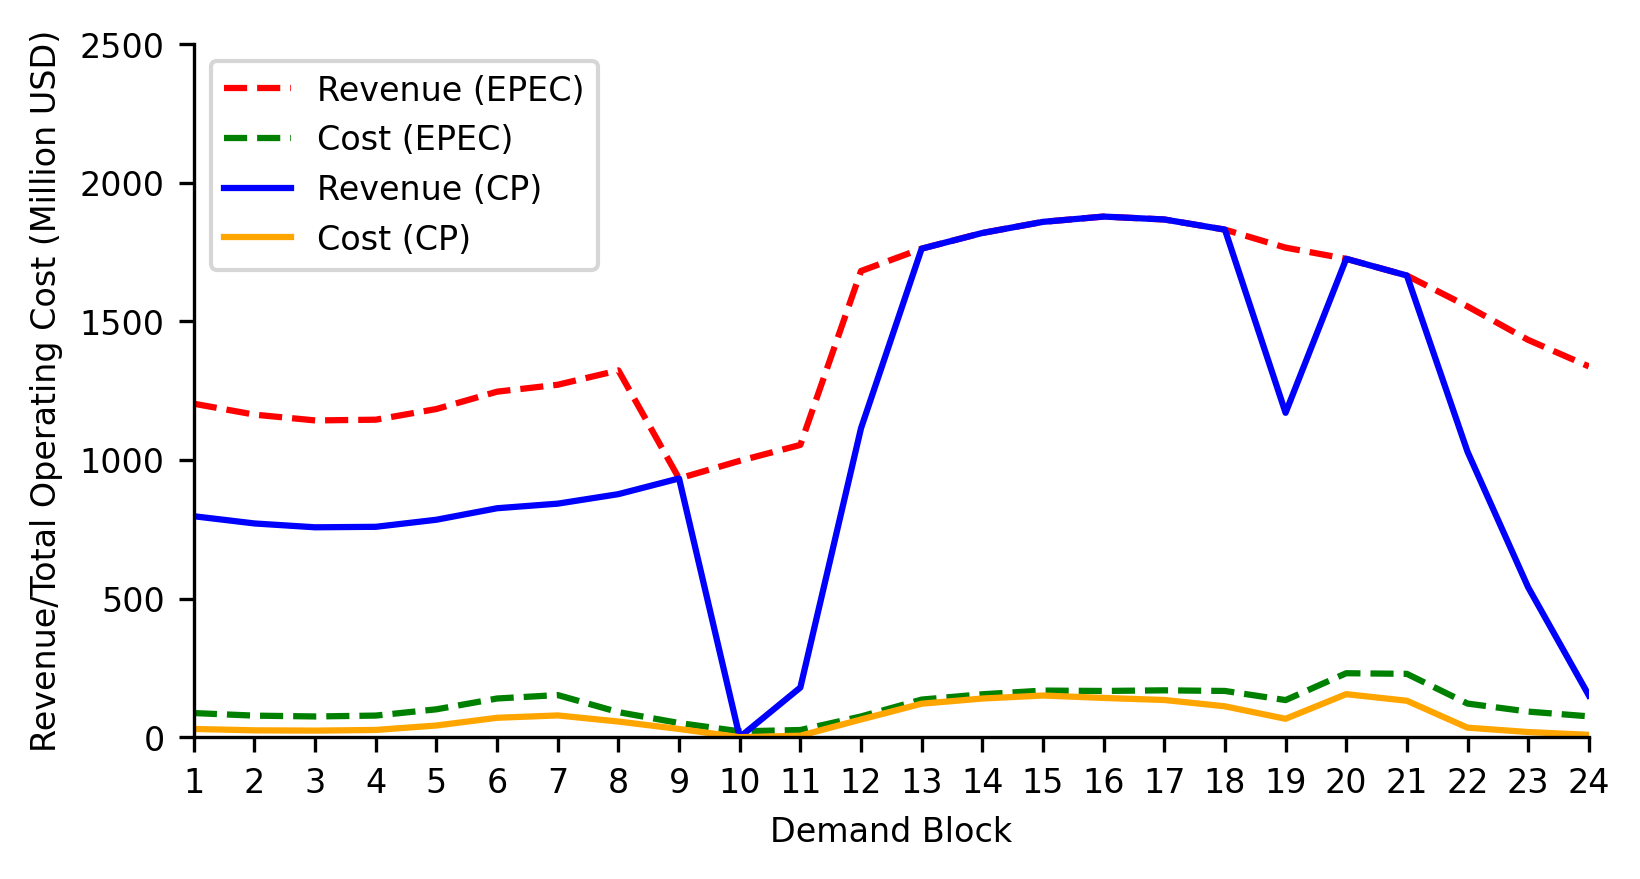 Revenue/Total Operating Cost (Million USD)
2500
2000
1500
1000
500
0
Revenue (EPEC)
Cost (EPEC)
Revenue (CP)
Cost (CP)
1 2 3 4 5 6 7 8 9 10 11 12 13 14 15 16 17 18 19 20 21 22 23 24
Demand Block